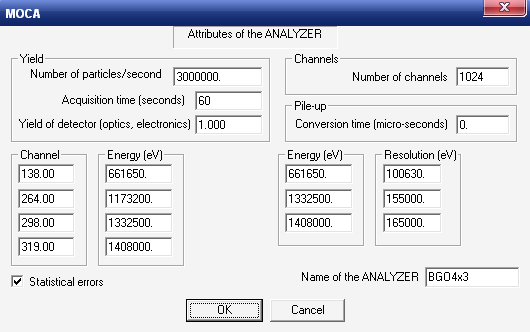 MOCA
Attributes of the ANALYZER
Yield
Number of particles/second 3000000.
Acquisition time (seconds) 60
Yield of detector (optics, electronics) 1.000
Channels
Number of channels 1024
Pile-up
Conversion time (micro-seconds) 0.
Channel Energy (eV) Energy (eV) Resolution (eV)
138.00 661650. 661650. 100630.
264.00 1173200. 1332500. 155000.
298.00 1332500. 1408000. 165000.
319.00 1408000.
Statistical errors
Name of the ANALYZER BGO4x3
OK Cancel